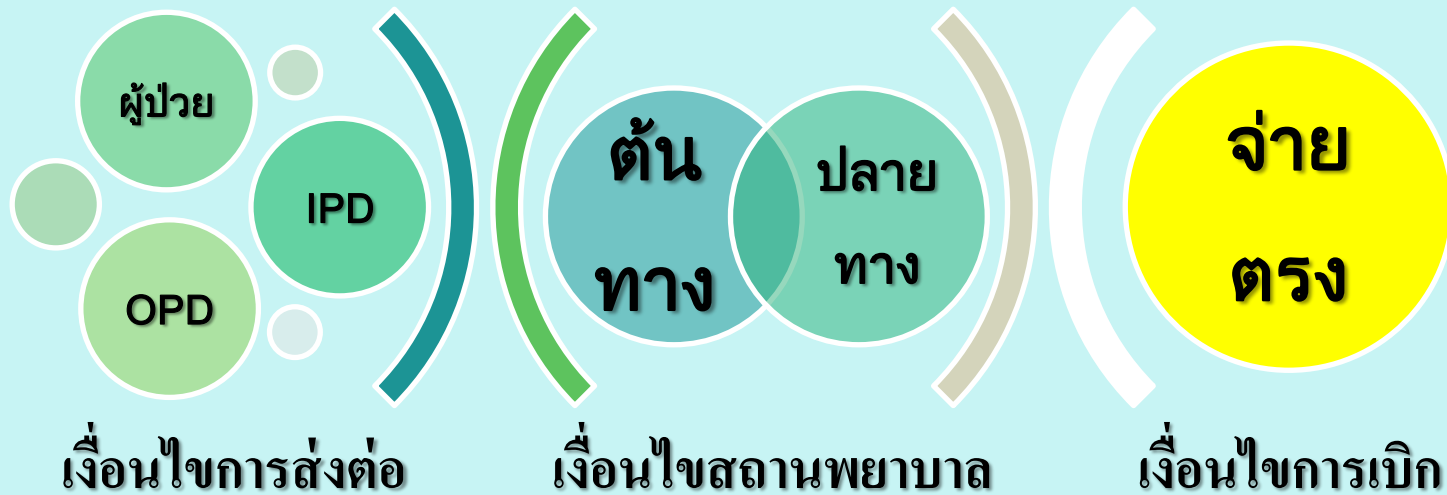 ผู้ป่วย
IPD
OPD
ต้น
ทาง
ปลาย
ทาง
จ่าย
ตรง
เงื่อนไขการส่งต่อ
เงื่อนไขสถานพยาบาล
เงื่อนไขการเบิก